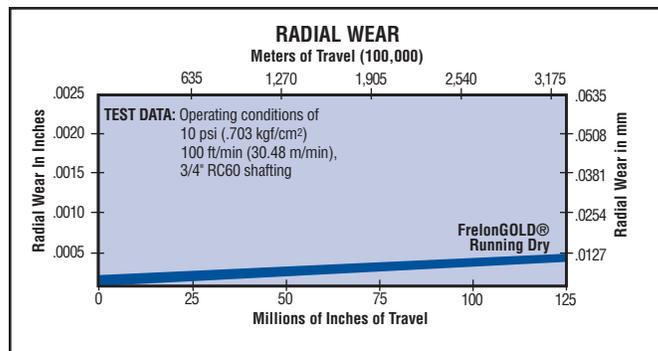 RADIAL WEAR
Meters of Travel (100,000)
635 1,270 1,905 2,540 3,175
Radial Wear In Inches
.0025
.0020
.0015
.0010
.0005
TEST DATA: Operating conditions of
10 psi (.703 kgf/cm²)
100 ft/min (30.48 m/min),
3/4" RC60 shafting
FrelonGOLD®
Running Dry
.0635
.0508
.0381
.0254
.0127
Radial Wear in mm
0 25 50 75 100 125
Millions of Inches of Travel